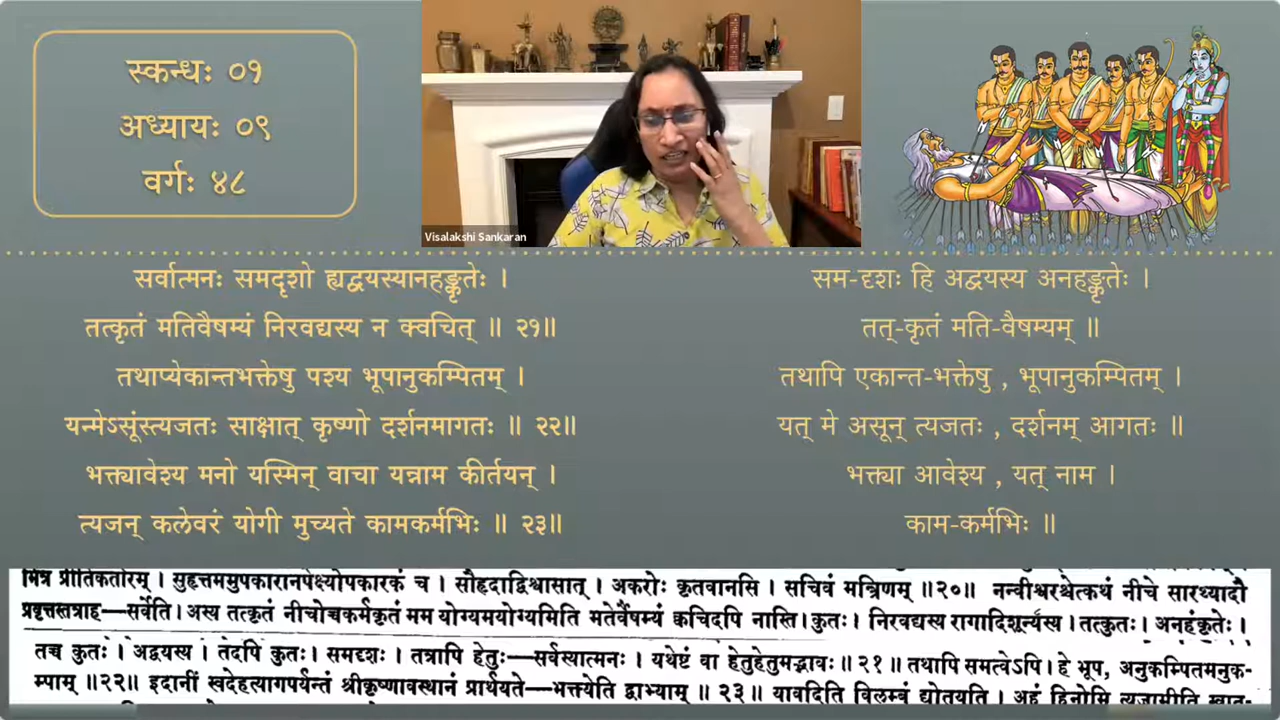 स्कन्धः ०१
अध्यायः ०९
वर्गः ४८
Visalakshi Sankaran
सर्वात्मनः समदृशो ह्यद्वयस्यानहङ्कृतेः ।
तत्कृतं मतिवैषम्यं निरवद्यस्य न क्वचित् ॥ २१॥
तथाप्येकान्तभक्तेषु पश्य भूपानुकम्पितम् ।
यन्मेऽसूंस्त्यजतः साक्षात् कृष्णो दर्शनमागतः ॥ २२॥
भक्त्यावेश्य मनो यस्मिन् वाचा यन्नाम कीर्तयन् ।
त्यजन् कलेवरं योगी मुच्यते कामकर्मभिः ॥ २३॥
सम-दृशः हि अद्वयस्य अनहङ्कृतेः ।
तत्-कृतं मति-वैषम्यम् ॥
तथापि एकान्त-भक्तेषु , भूपानुकम्पितम् ।
यत् मे असून् त्यजतः , दर्शनम् आगतः ॥
भक्त्या आवेश्य , यत् नाम ।
काम-कर्मभिः ॥
मित्रं प्रीतिकर्तारम् । सुहृत्तममुपकारानपेक्ष्योपकारकं च । सौहृदाद्विश्वासात् । अकरोः कृतवानसि । सचिवं मन्त्रिणम् ॥२०॥ नन्वीश्वरश्चेत्कथं नीचे सारथ्यादौ
प्रवृत्तस्तत्राह—सर्वेति । अस्य तत्कृतं नीचोच्चकर्मकृतं मम योग्यमयोग्यमिति मतेर्वैषम्यं क्वचिदपि नास्ति । कुतः । निरवद्यस्य रागादिशून्यस्य । तत्कुतः । अनहंकृतेः ।
तच्च कुतः । अद्वयस्य । तदपि कुतः । समदृशः । तत्रापि हेतुः—सर्वस्यात्मनः । यथेष्टं वा हेतुहेतुमद्भावः ॥ २१ ॥ तथापि समत्वेऽपि । हे भूप, अनुकम्पितमनुक-
म्पाम् ॥२२॥ इदानीं स्वदेहत्यागपर्यन्तं श्रीकृष्णावस्थानं प्रार्थयते—भक्त्येति द्वाभ्याम् ॥ २३ ॥ यावदिति विलम्बं द्योतयति । अहं हिनोमि त्यजामीति